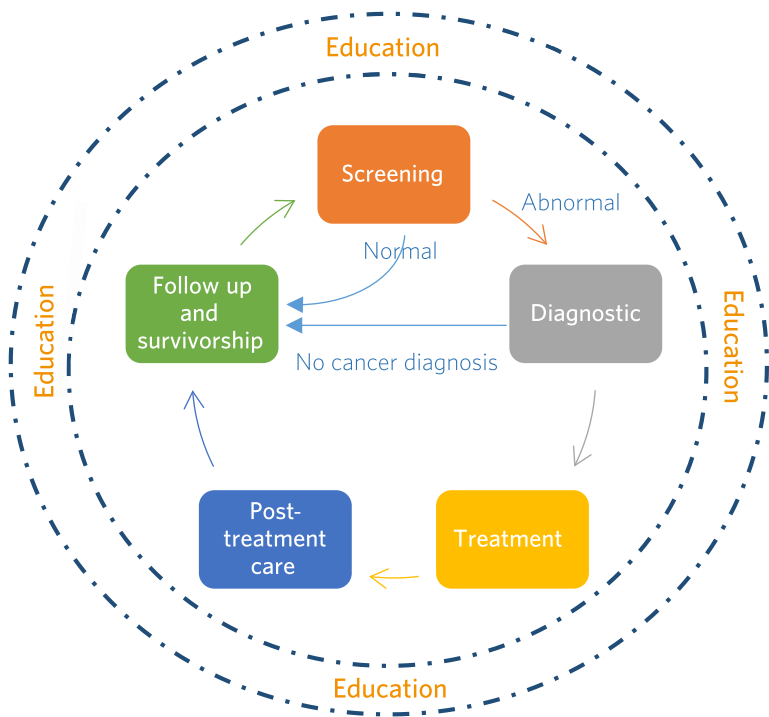 Education
Screening
Abnormal
Normal
Follow up
and
survivorship
Diagnostic
Education
Education
No cancer diagnosis
Post-
treatment
care
Treatment
Education